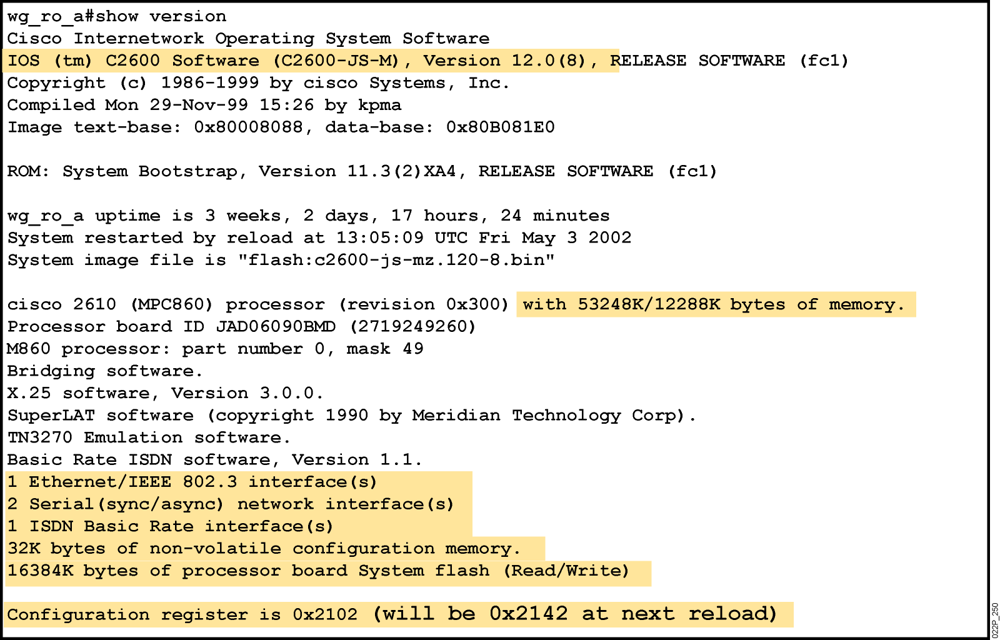 wg_ro_a#show version
Cisco Internetwork Operating System Software
IOS (tm) C2600 Software (C2600-JS-M), Version 12.0(8), RELEASE SOFTWARE (fc1)
Copyright (c) 1986-1999 by cisco Systems, Inc.
Compiled Mon 29-Nov-99 15:26 by kpma
Image text-base: 0x80008088, data-base: 0x80B081E0
ROM: System Bootstrap, Version 11.3(2)XA4, RELEASE SOFTWARE (fc1)
wg_ro_a uptime is 3 weeks, 2 days, 17 hours, 24 minutes
System restarted by reload at 13:05:09 UTC Fri May 3 2002
System image file is "flash:c2600-js-mz.120-8.bin"
cisco 2610 (MPC860) processor (revision 0x300) with 53248K/12288K bytes of memory.
Processor board ID JAD06090BMD (2719249260)
M860 processor: part number 0, mask 49
Bridging software.
X.25 software, Version 3.0.0.
SuperLAT software (copyright 1990 by Meridian Technology Corp).
TN3270 Emulation software.
Basic Rate ISDN software, Version 1.1.
1 Ethernet/IEEE 802.3 interface(s)
2 Serial(sync/async) network interface(s)
1 ISDN Basic Rate interface(s)
32K bytes of non-volatile configuration memory.
16384K bytes of processor board System flash (Read/Write)
Configuration register is 0x2102 (will be 0x2142 at next reload)
022P_250